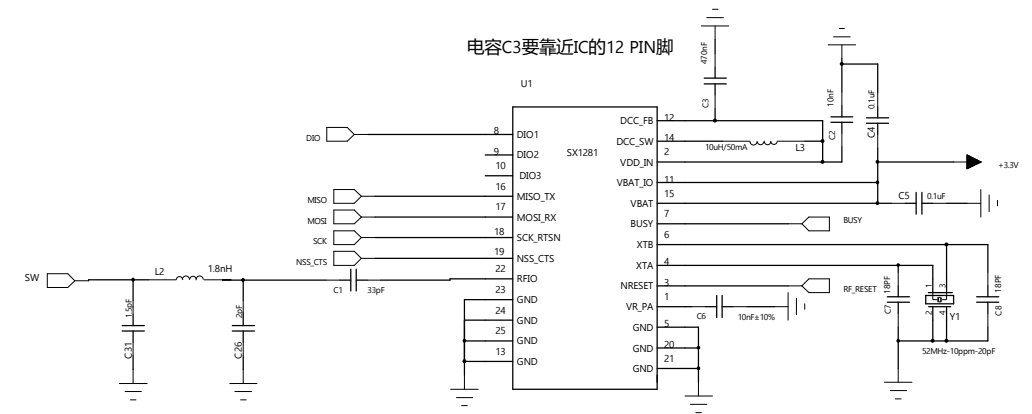 电容C3要靠近IC的12 PIN脚
470nF
C3
10nF
C2
0.1uF
C4
U1
SX1281
DIO
8
DIO1
9
DIO2
10
DIO3
MISO
16
MISO_TX
MOSI
17
MOSI_RX
SCK
18
SCK_RTSN
NSS_CTS
19
NSS_CTS
22
RFIO
23
GND
24
GND
25
GND
13
GND
SW
L2
1.8nH
C1
33pF
1.5pF
C31
2pF
C26
DCC_FB
12
DCC_SW
14
10uH/50mA
L3
VDD_IN
2
+3.3V
VBAT_IO
11
VBAT
15
C5
0.1uF
BUSY
7
BUSY
XTB
6
XTA
4
NRESET
3
RF_RESET
VR_PA
1
C6
10nF±10%
GND
5
GND
20
GND
21
18PF
C7
1
3
2
4
Y1
18PF
C8
52MHz-10ppm-20pF